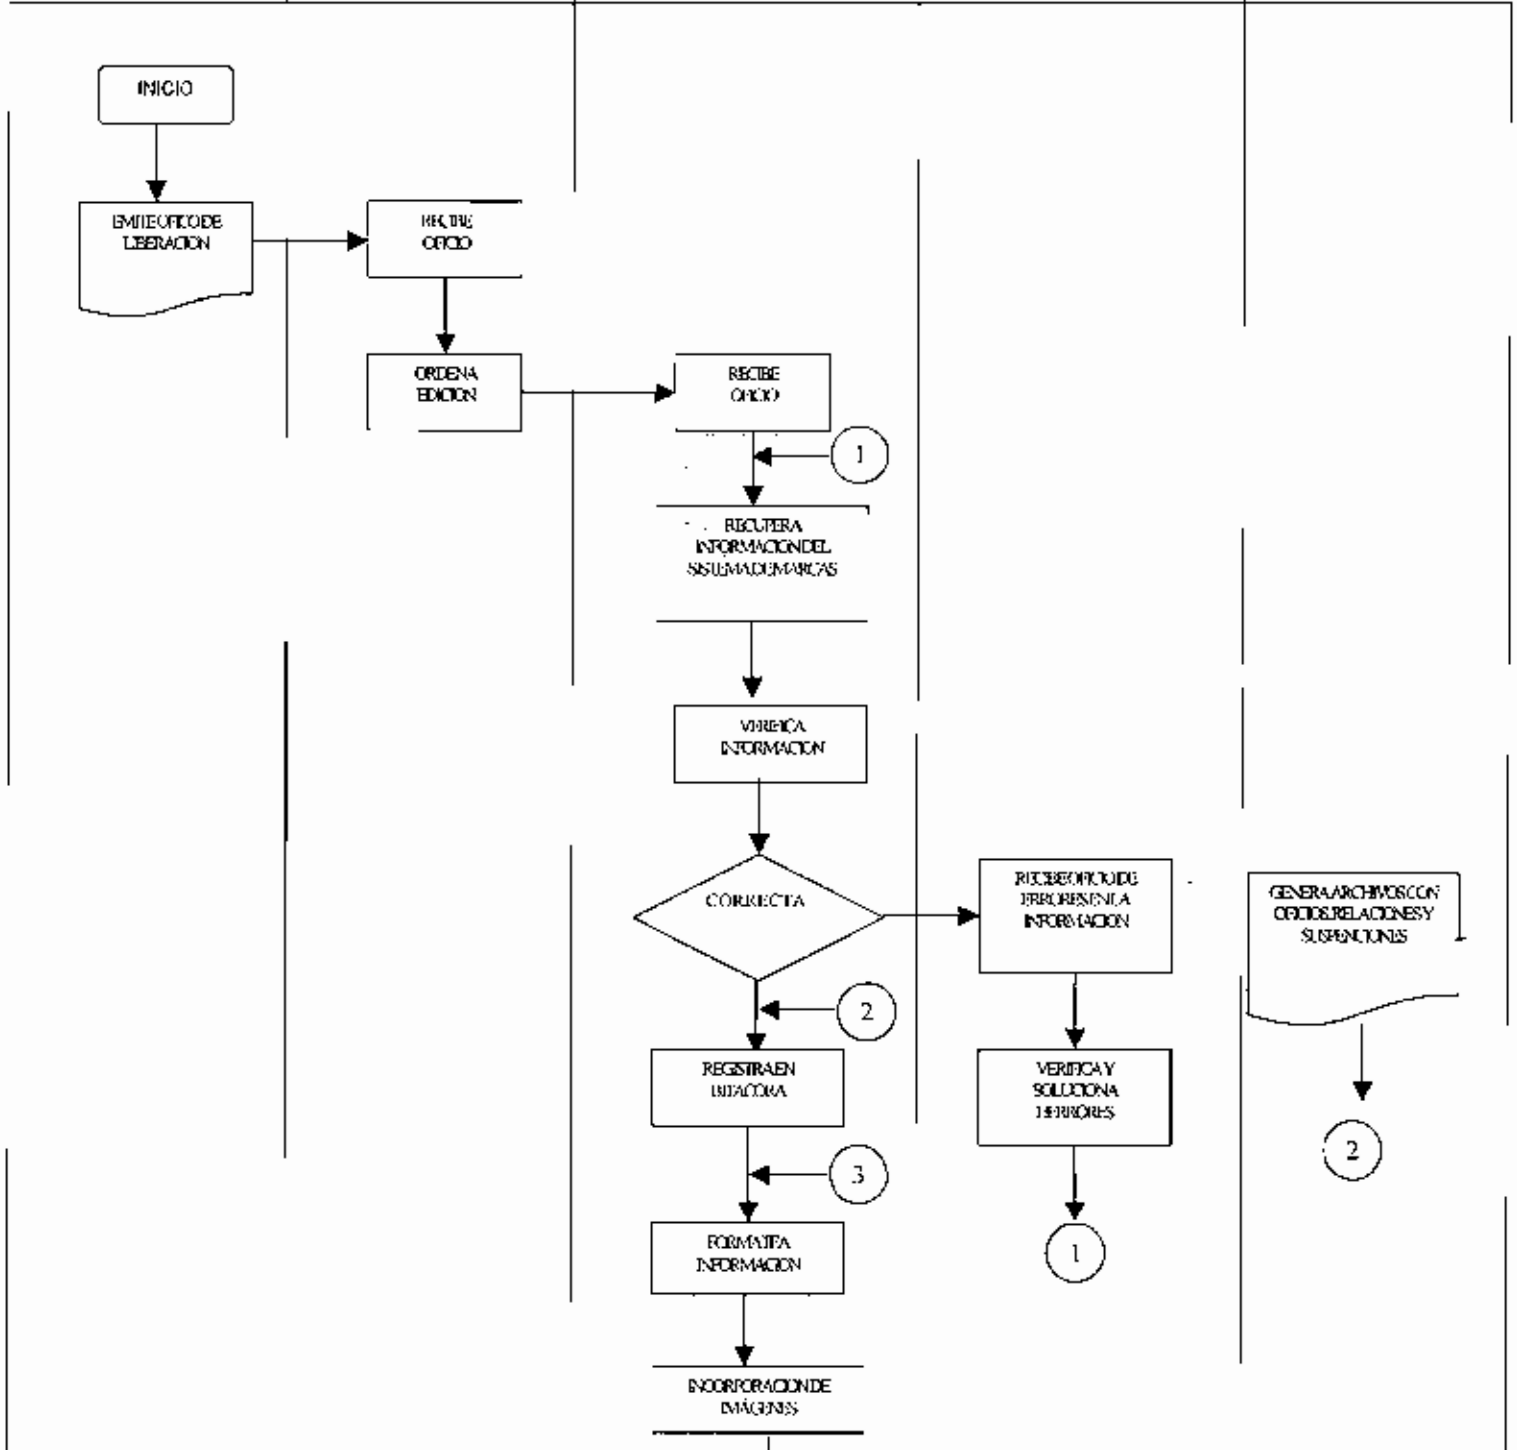 INICIO
EMITE OFICIO DE
LIBERACION
RECIBE
OFICIO
ORDENA
EDICION
RECIBE
OFICIO
1
RECUPERA
INFORMACION DEL
SISTEMA DE MARCAS
VERIFICA
INFORMACION
CORRECTA
RECIBE OFICIO DE
ERRORES EN LA
INFORMACION
GENERA ARCHIVOS CON
OFICIOS, RELACIONES Y
SUSPENCIONES
2
REGISTRA EN
BITACORA
VERIFICA Y
SOLUCIONA
ERRORES
2
3
FORMATEA
INFORMACION
1
INCORPORACION DE
IMÁGENES